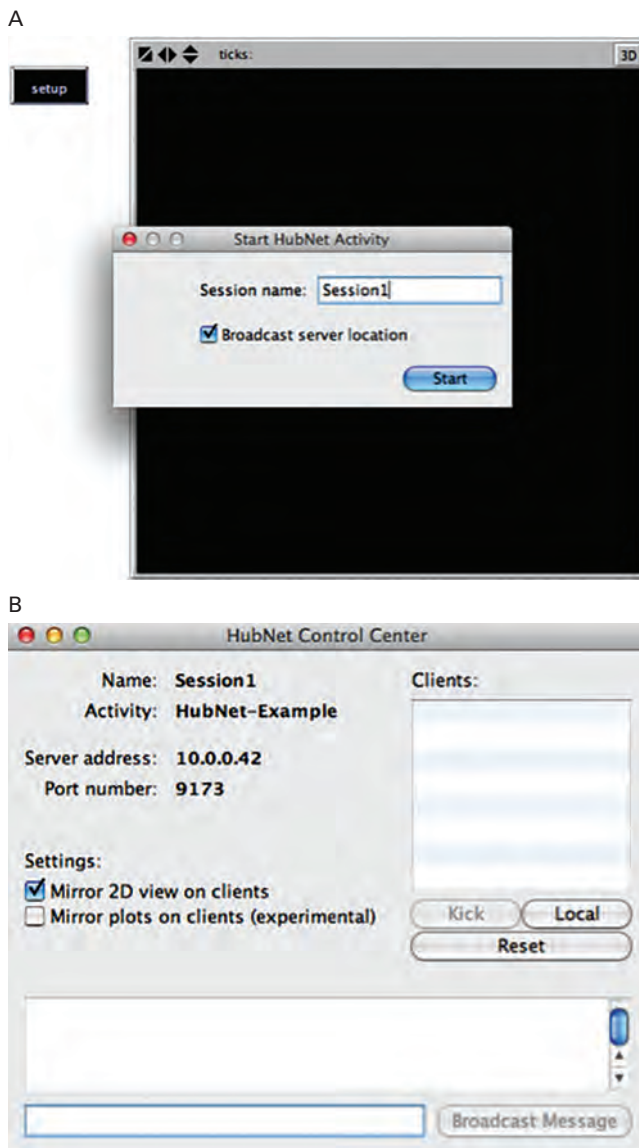 A
ticks:
3D
setup
Start HubNet Activity
Session name: Session1
Broadcast server location
Start
B
HubNet Control Center
Name: Session1
Clients:
Activity: HubNet-Example
Server address: 10.0.0.42
Port number: 9173
Settings:
Mirror 2D view on clients
Mirror plots on clients (experimental)
Kick
Local
Reset
Broadcast Message